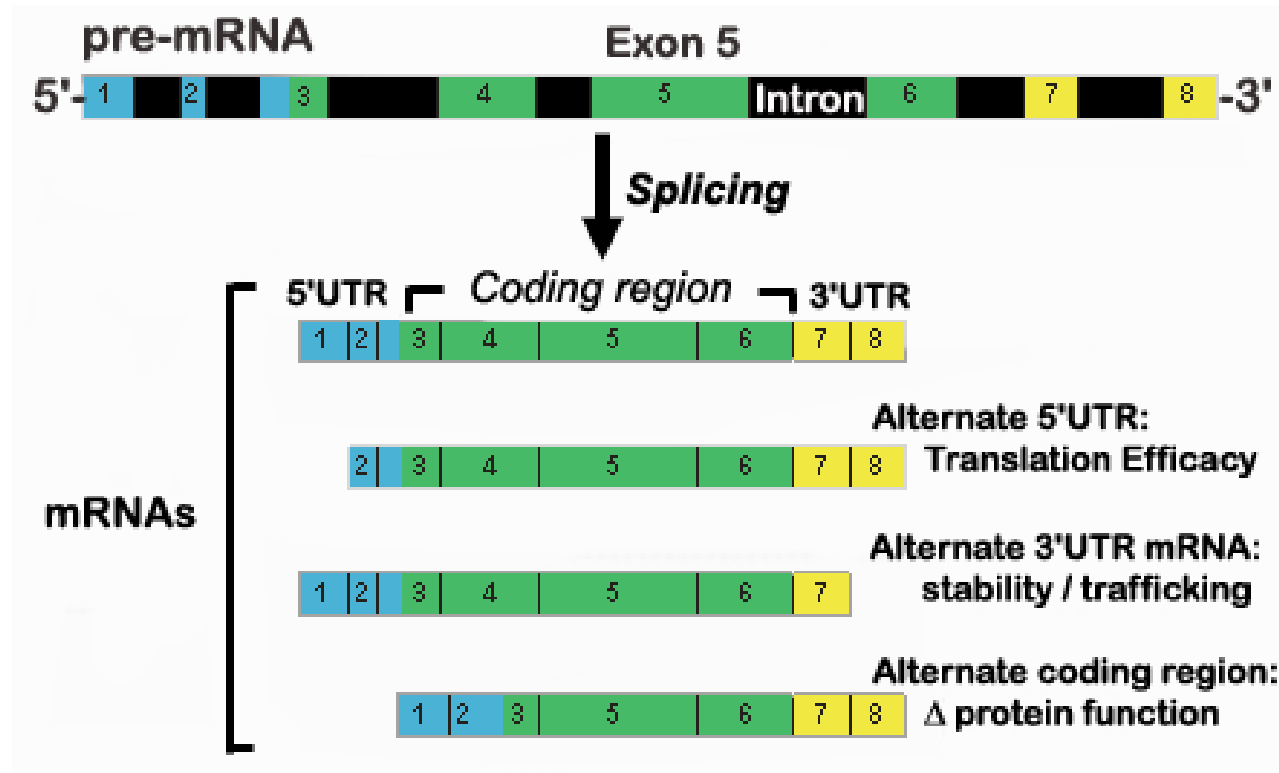 pre-mRNA
Exon 5
5'- 1 2 3 4 5 Intron 6 7 8 -3'
Splicing
5'UTR Coding region 3'UTR
1 2 3 4 5 6 7 8
Alternate 5'UTR:
2 3 4 5 6 7 8 Translation Efficacy
mRNAs
Alternate 3'UTR mRNA:
1 2 3 4 5 6 7 stability / trafficking
Alternate coding region:
1 2 3 5 6 7 8 Δ protein function